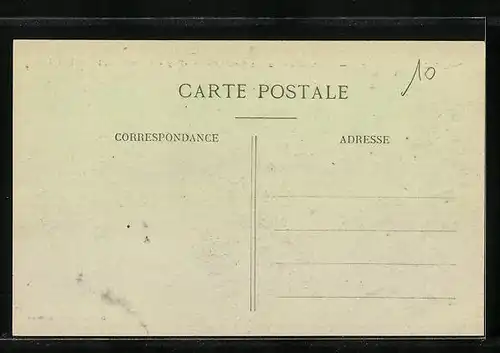 10
CARTE POSTALE
CORRESPONDANCE
ADRESSE